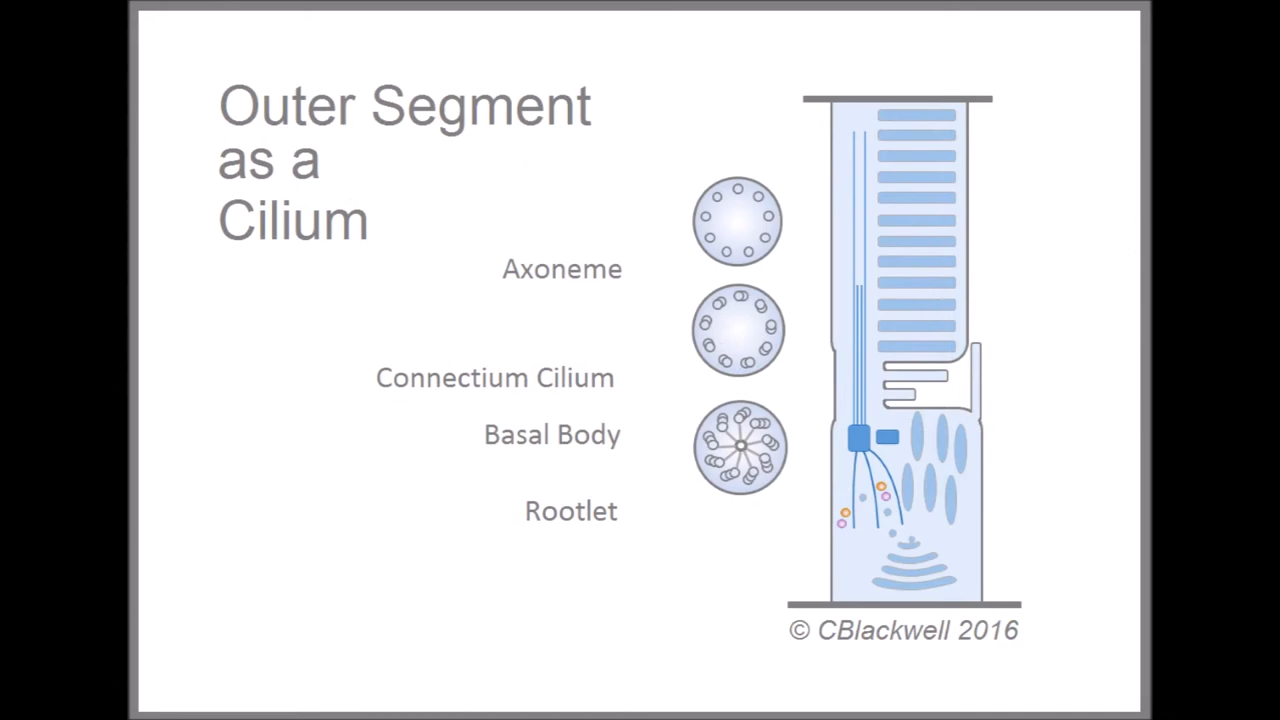 Outer Segment
as a
Cilium
Axoneme
Connectium Cilium
Basal Body
Rootlet
© CBlackwell 2016